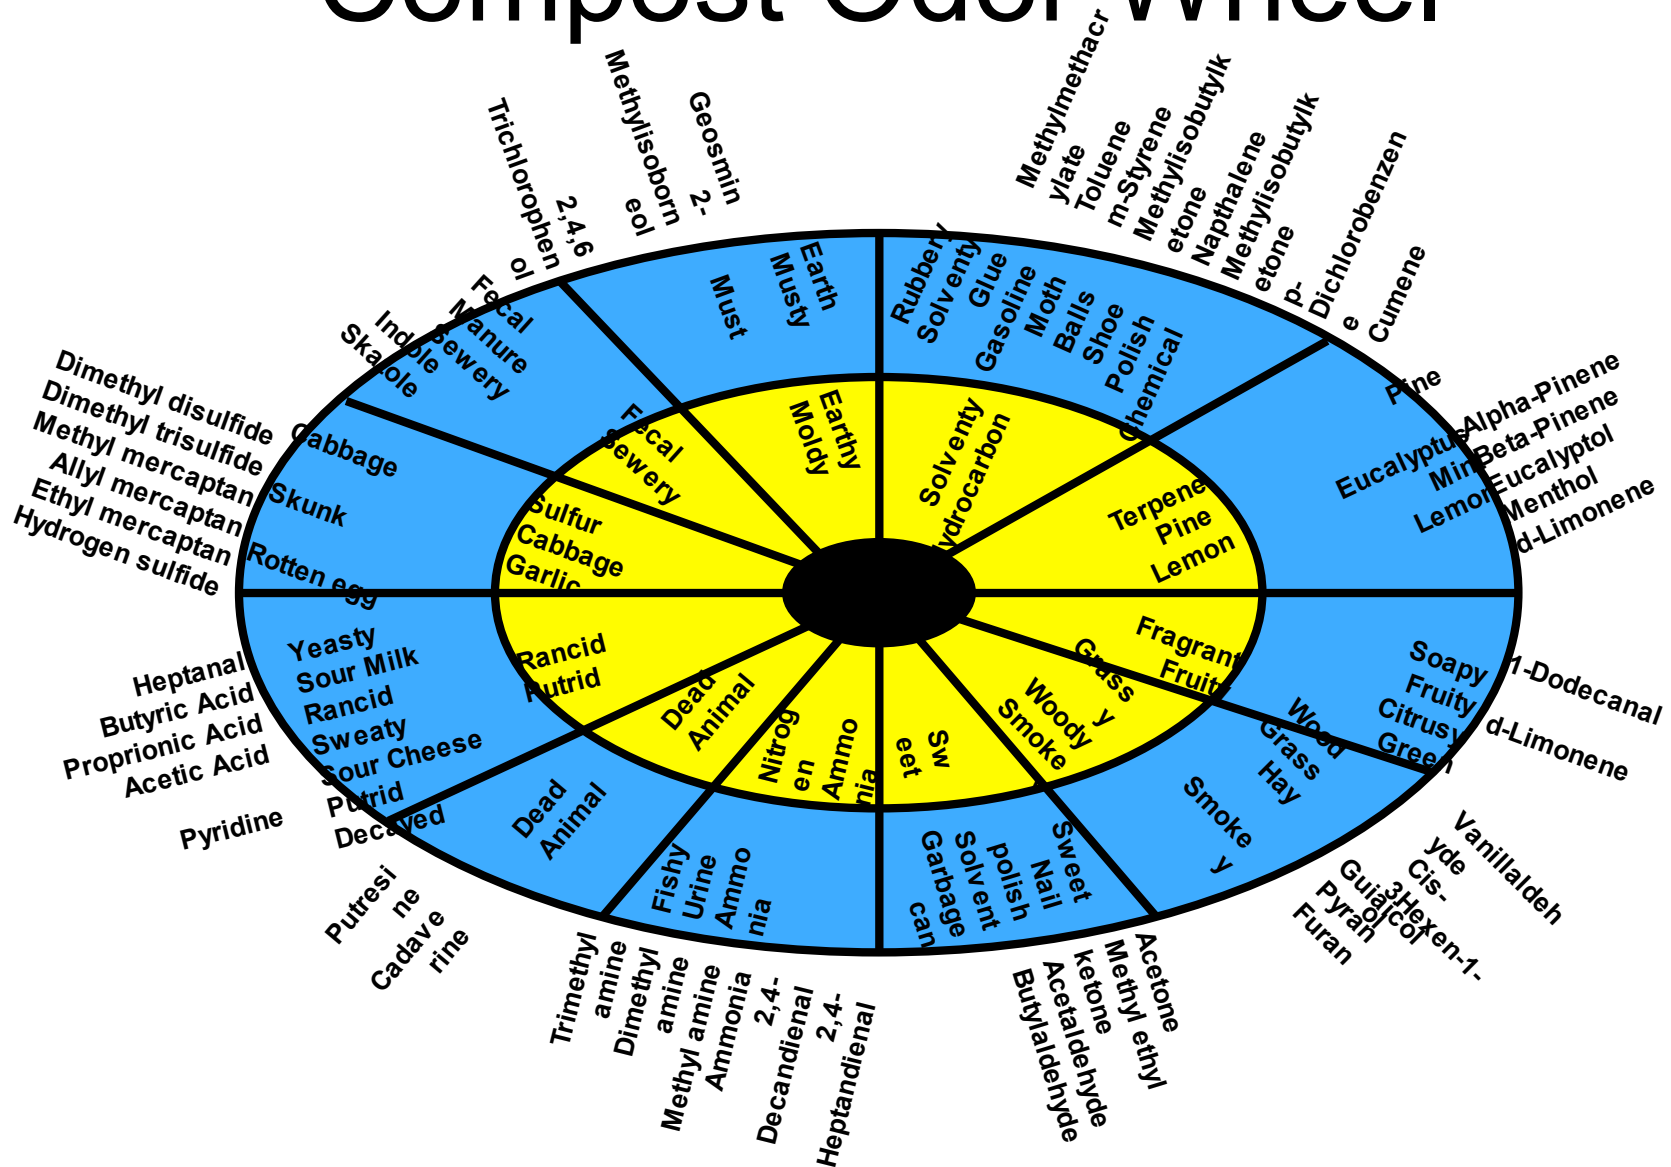 Compost Odor Wheel
Geosmin
2-
Methylisoborn
eol
2,4,6
Trichlorophen
ol
Methylmethacr
ylate
Toluene
m-Styrene
Methylisobutylk
etone
Napthalene
Methylisobutylk
etone
p-
Dichlorobenzen
e
Cumene
Earth
Musty
Must
Rubbery
Solventy
Glue
Gasoline
Moth
Balls
Shoe
Polish
Chemical
Fecal
Manure
Sewery
Indole
Skatole
Earthy
Moldy
Solventy
Hydrocarbon
Fecal
Sewery
Pine
Eucalyptus
Mint
Lemon
Alpha-Pinene
Beta-Pinene
Eucalyptol
Menthol
d-Limonene
Terpene
Pine
Lemon
Dimethyl disulfide
Dimethyl trisulfide
Methyl mercaptan
Allyl mercaptan
Ethyl mercaptan
Hydrogen sulfide
Cabbage
Skunk
Rotten egg
Sulfur
Cabbage
Garlic
Heptanal
Butyric Acid
Proprionic Acid
Acetic Acid
Pyridine
Yeasty
Sour Milk
Rancid
Sweaty
Sour Cheese
Putrid
Decayed
Rancid
Putrid
Dead
Animal
Nitrog
en
Ammo
nia
Sw
eet
Woody
Smoke
Grass
y
Fragrant
Fruity
Soapy
Fruity
Citrusy
Green
1-Dodecanal
d-Limonene
Wood
Grass
Hay
Smoke
y
Vanillaldeh
yde
Cis-
3Hexen-1-
ol
Guiaicol
Pyran
Furan
Dead
Animal
Putresi
ne
Cadave
rine
Fishy
Urine
Ammo
nia
Trimethyl
amine
Dimethyl
amine
Methyl amine
Ammonia
2,4-
Decandienal
2,4-
Heptandienal
Sweet
Nail
polish
Solvent
Garbage
can
Acetone
Methyl ethyl
ketone
Acetaldehyde
Butylaldehyde